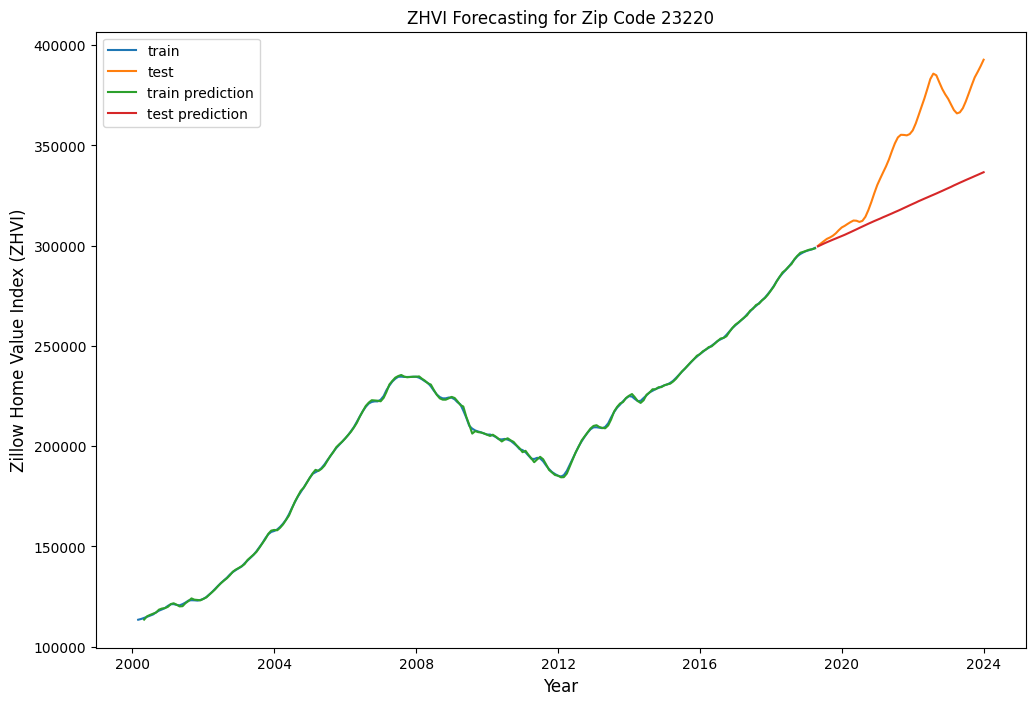 ZHVI Forecasting for Zip Code 23220
train
test
train prediction
test prediction
Zillow Home Value Index (ZHVI)
400000
350000
300000
250000
200000
150000
100000
2000
2004
2008
2012
2016
2020
2024
Year